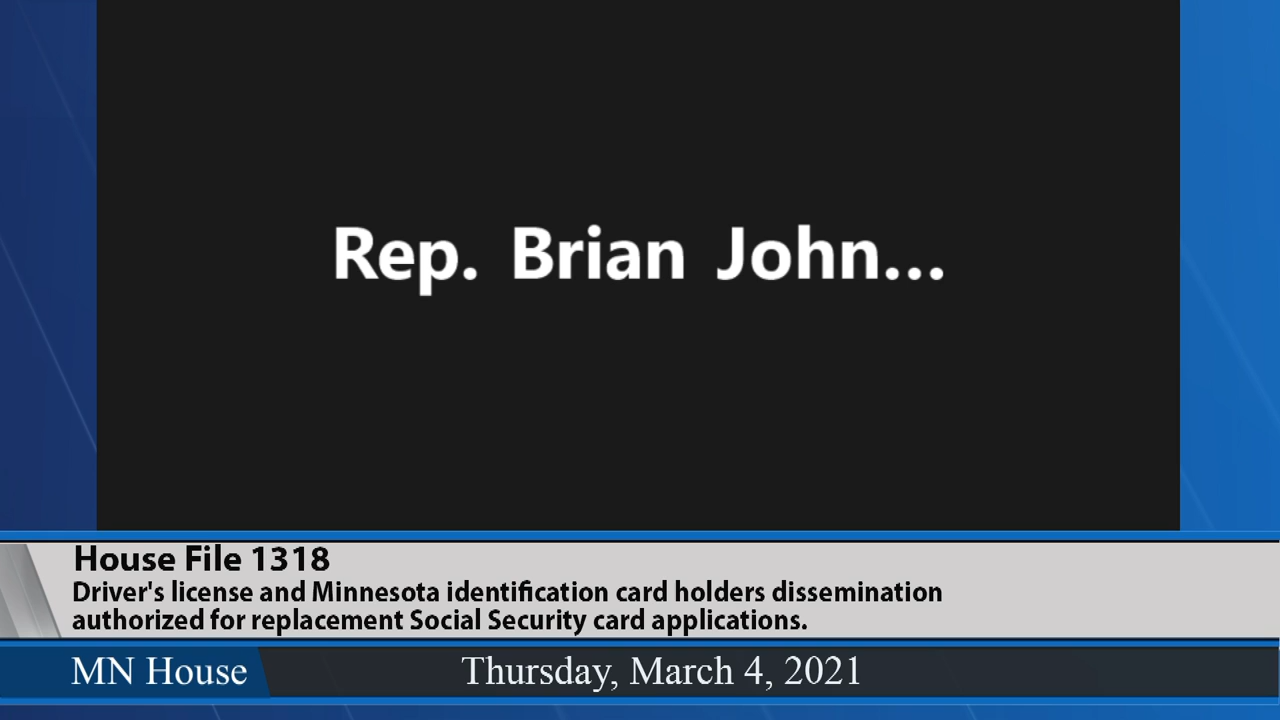 Rep. Brian John...
House File 1318
Driver's license and Minnesota identification card holders dissemination
authorized for replacement Social Security card applications.
MN House
Thursday, March 4, 2021